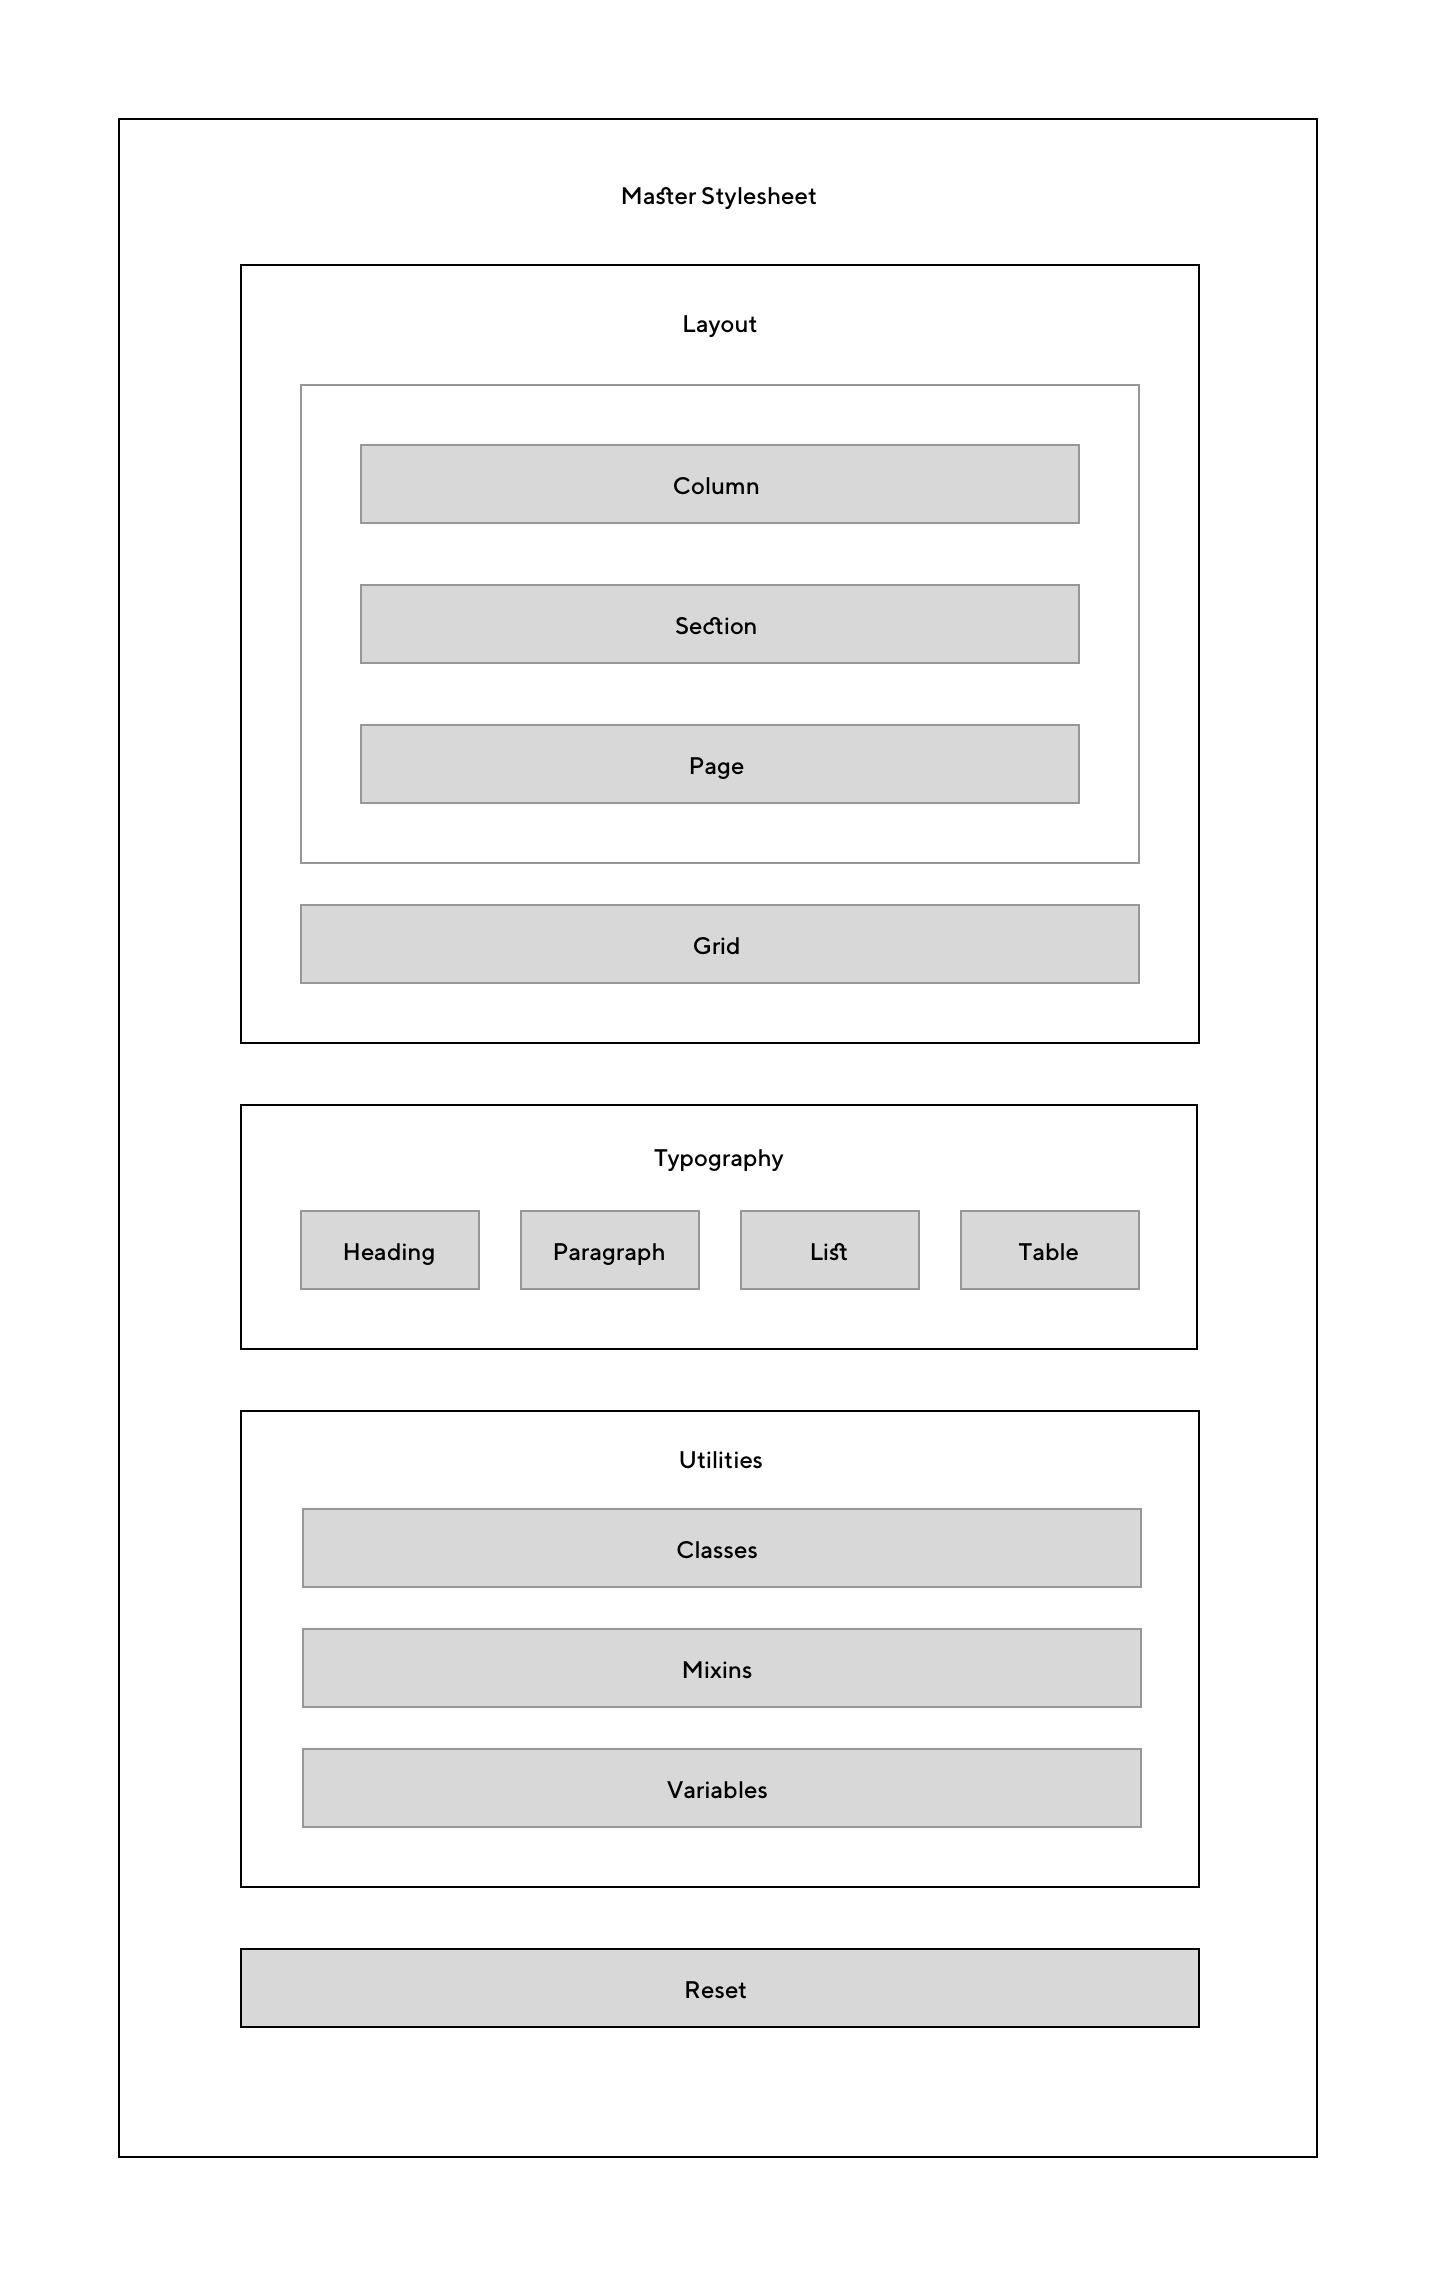 Master Stylesheet
Layout
Column
Section
Page
Grid
Typography
Heading
Paragraph
List
Table
Utilities
Classes
Mixins
Variables
Reset